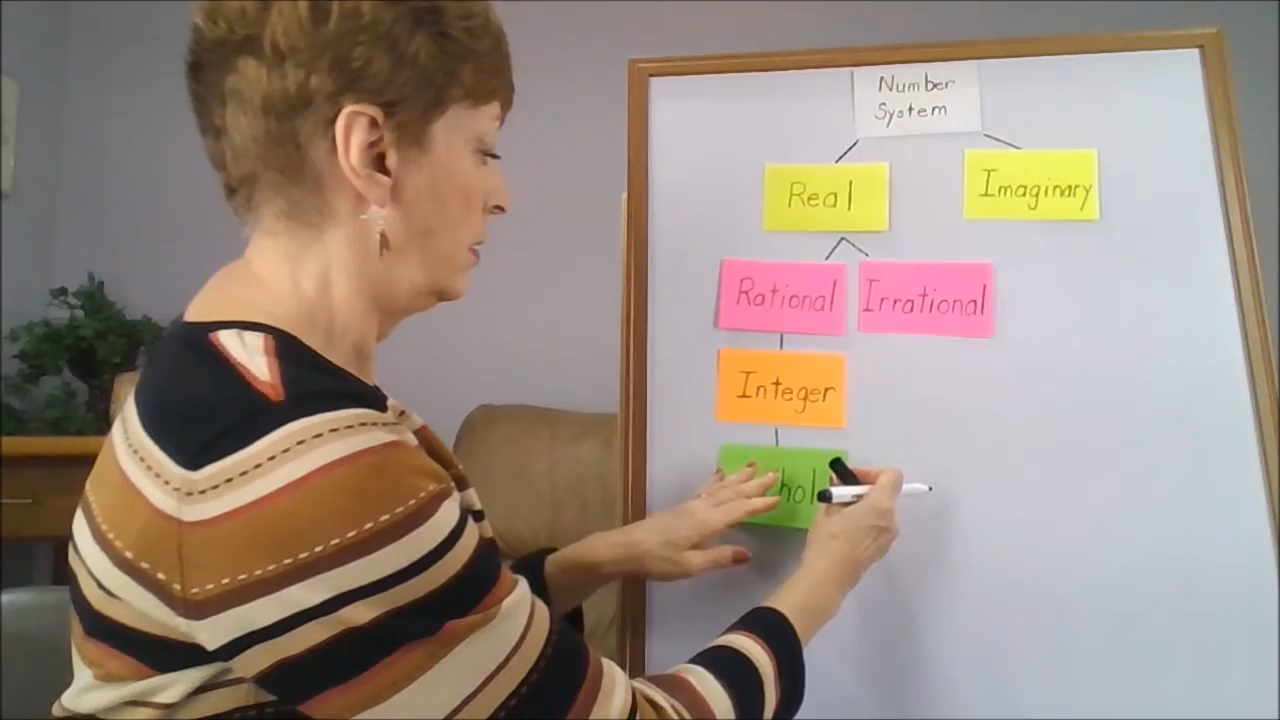 Number
System
Real
Imaginary
Rational
Irrational
Integer